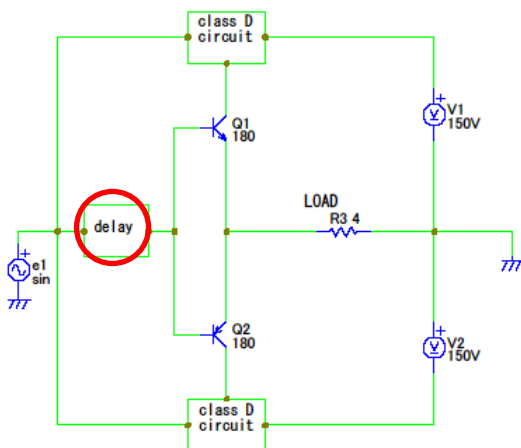 class D
circuit
V1
150V
Q1
180
LOAD
R3 4
delay
e1
sin
Q2
180
V2
150V
class D
circuit